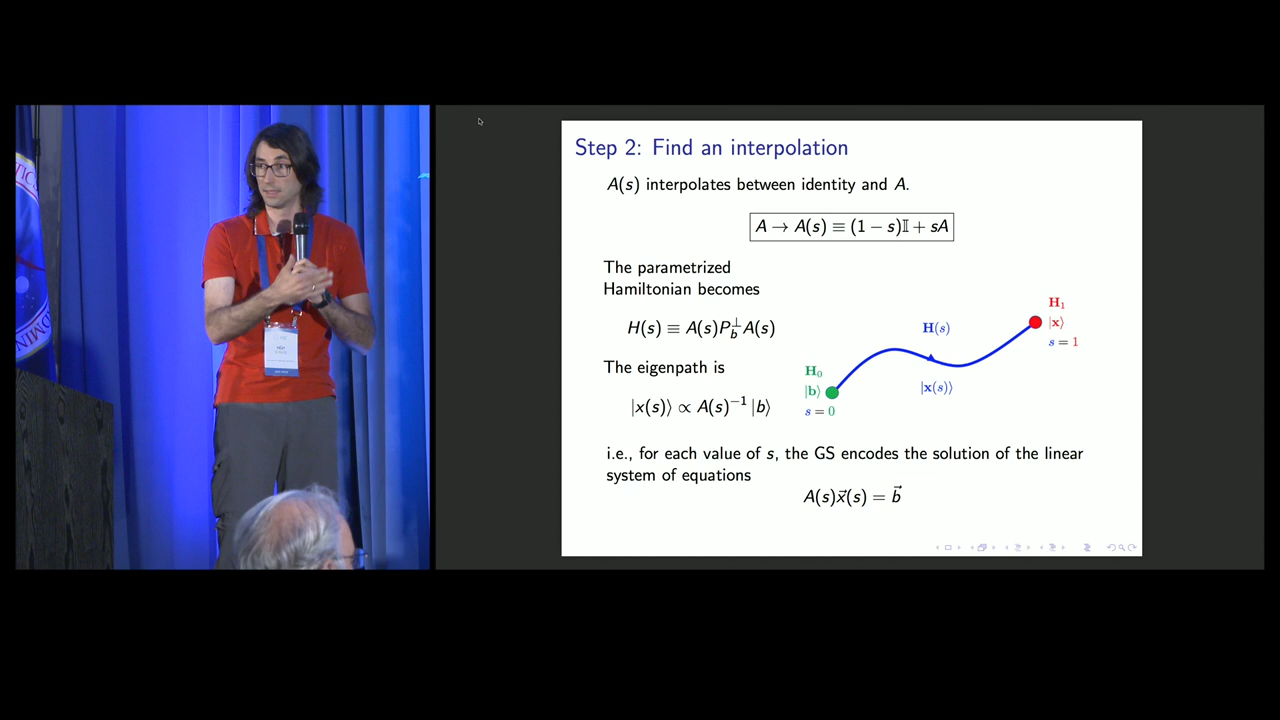 Step 2: Find an interpolation
A(s) interpolates between identity and A.
A → A(s) ≡ (1 − s)𝕀 + sA
The parametrized
Hamiltonian becomes
H(s) ≡ A(s)P_b^⊥A(s)
The eigenpath is
|x(s)⟩ ∝ A(s)^{−1} |b⟩
H₁
|x⟩
s = 1
H(s)
|x(s)⟩
H₀
|b⟩
s = 0
i.e., for each value of s, the GS encodes the solution of the linear
system of equations
A(s)x⃗(s) = b⃗